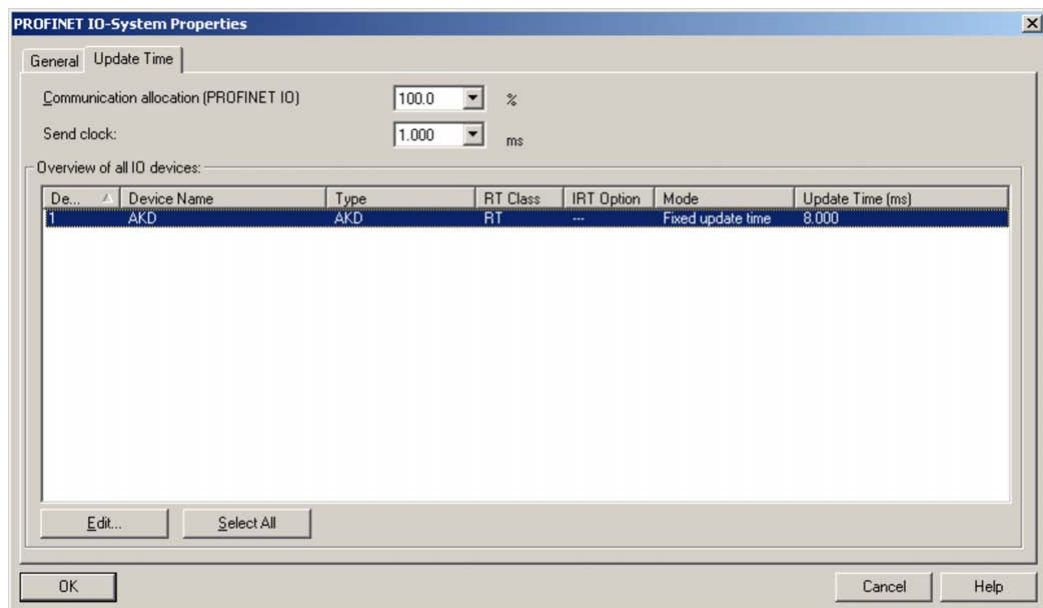 PROFINET IO-System Properties
General Update Time
Communication allocation (PROFINET IO) 100.0 %
Send clock: 1.000 ms
Overview of all IO devices:
De... Device Name Type RT Class IRT Option Mode Update Time (ms)
1 AKD AKD RT --- Fixed update time 8.000
Edit... Select All
OK Cancel Help